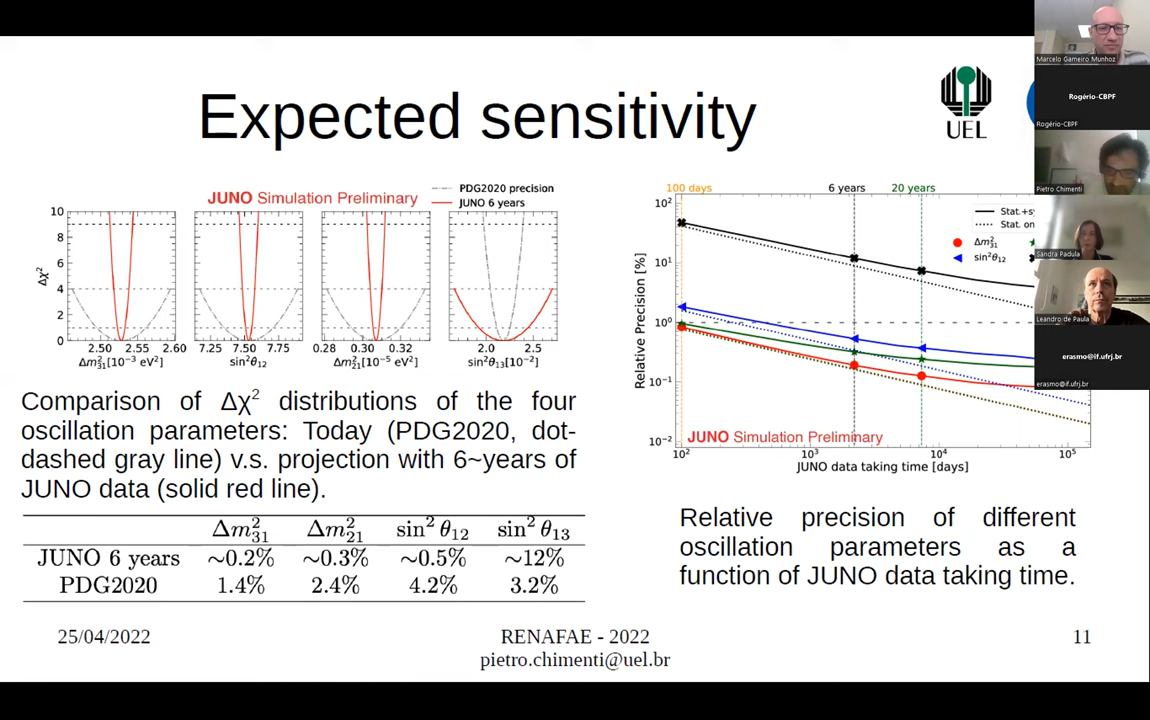 Expected sensitivity
UEL
JUNO Simulation Preliminary
PDG2020 precision
JUNO 6 years
Δχ²
10
8
6
4
2
0
2.50 2.55 2.60
Δm²₃₁[10⁻³ eV²]
7.25 7.50 7.75
sin²θ₁₂
0.28 0.30 0.32
Δm²₂₁[10⁻⁵ eV²]
2.0 2.5
sin²θ₁₃[10⁻²]
Comparison of Δχ² distributions of the four
oscillation parameters: Today (PDG2020, dot-
dashed gray line) v.s. projection with 6~years of
JUNO data (solid red line).
Δm²₃₁ Δm²₂₁ sin² θ₁₂ sin² θ₁₃
JUNO 6 years ~0.2% ~0.3% ~0.5% ~12%
PDG2020 1.4% 2.4% 4.2% 3.2%
100 days 6 years 20 years
Relative Precision [%]
10²
10¹
10⁰
10⁻¹
10⁻²
Stat.+sy
Stat. on
Δm²₃₁
sin²θ₁₂
JUNO Simulation Preliminary
10² 10³ 10⁴ 10⁵
JUNO data taking time [days]
Relative precision of different
oscillation parameters as a
function of JUNO data taking time.
25/04/2022
RENAFAE - 2022
pietro.chimenti@uel.br
11
Marcelo Gameiro Munhoz
Rogério-CBPF
Rogério-CBPF
Pietro Chimenti
Sandra Padula
Leandro de Paula
erasmo@if.ufrj.br
erasmo@if.ufrj.br